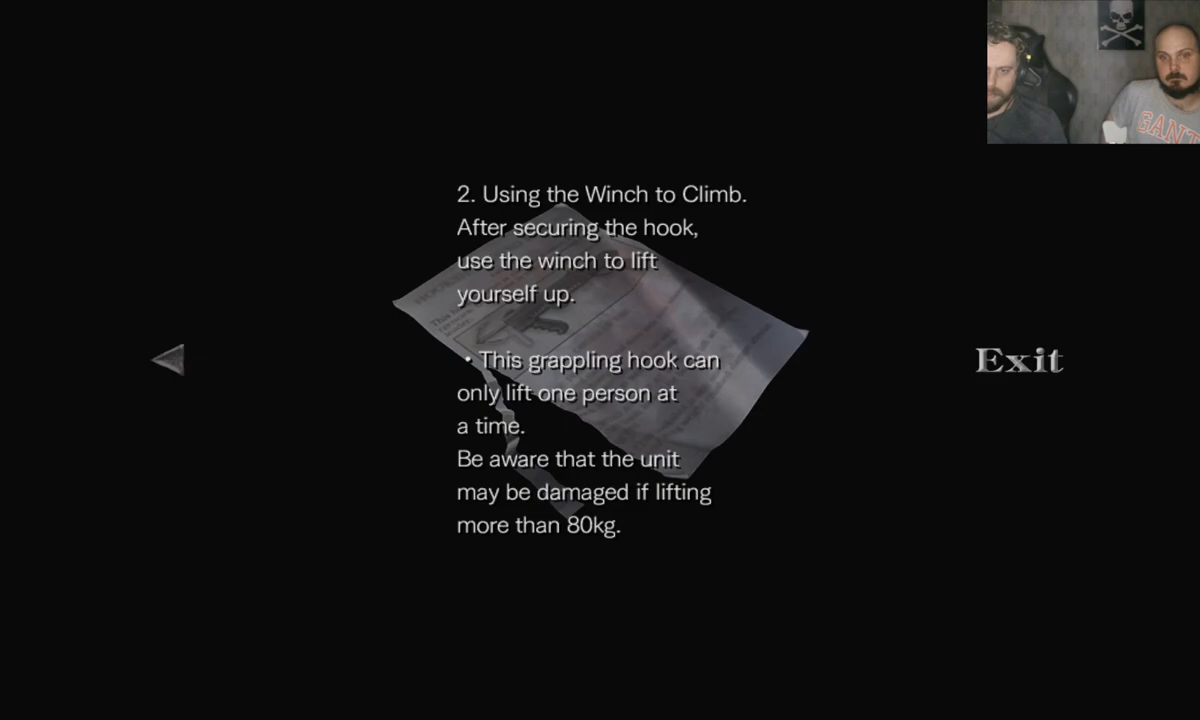 2. Using the Winch to Climb.
After securing the hook,
use the winch to lift
yourself up.
・This grappling hook can
only lift one person at
a time.
Be aware that the unit
may be damaged if lifting
more than 80kg.
Exit